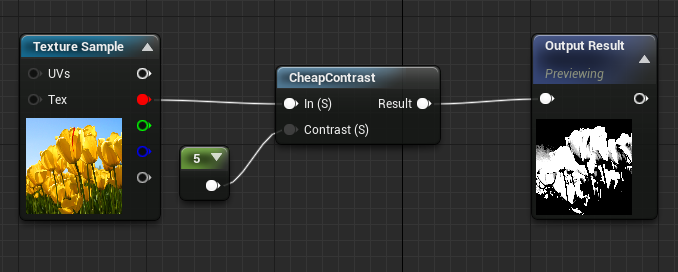 Texture Sample
UVs
Tex
5
CheapContrast
In (S)
Result
Contrast (S)
Output Result
Previewing